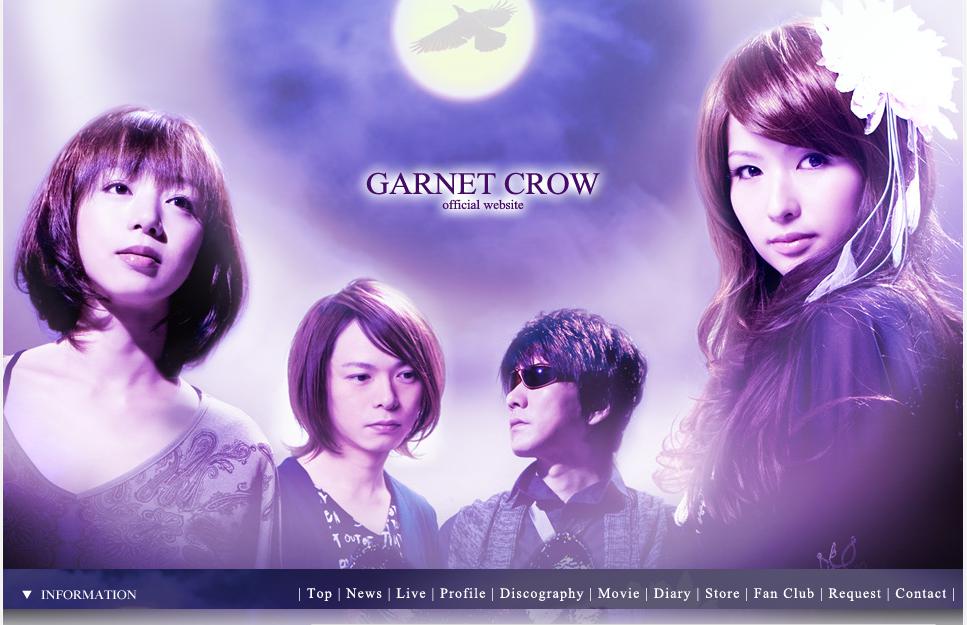 GARNET CROW
official website
▼ INFORMATION
| Top | News | Live | Profile | Discography | Movie | Diary | Store | Fan Club | Request | Contact |